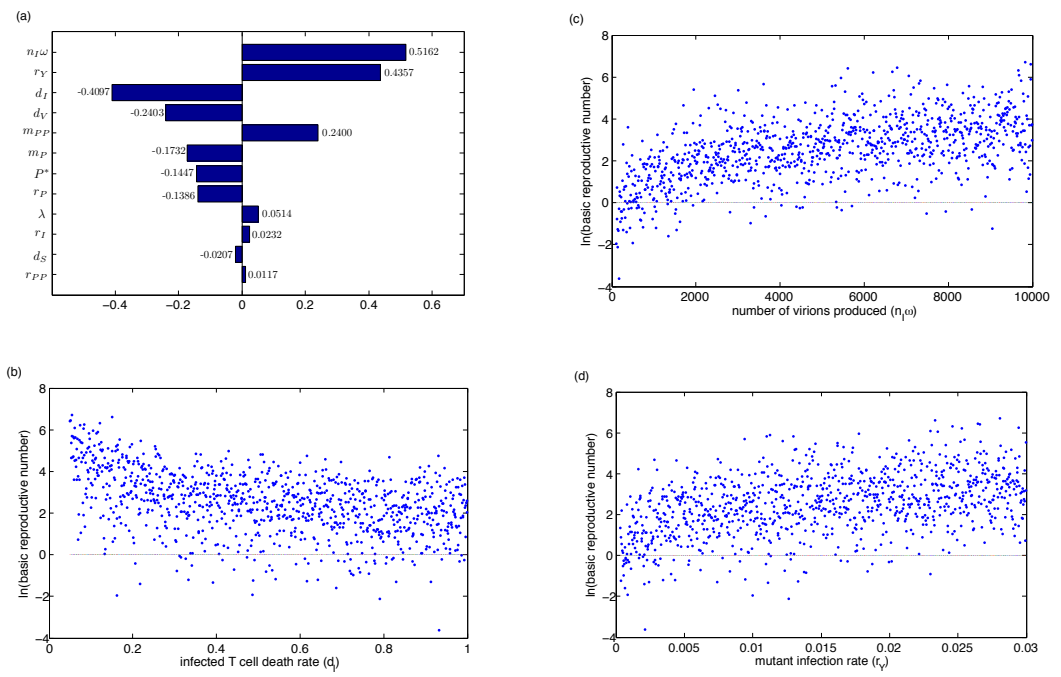 (a)
n_Iω 0.5162
r_Y 0.4357
d_I -0.4097
d_V -0.2403
m_PP 0.2400
m_P -0.1732
P* -0.1447
r_P -0.1386
λ 0.0514
r_I 0.0232
d_S -0.0207
r_PP 0.0117
−0.4 −0.2 0 0.2 0.4 0.6
(c)
ln(basic reproductive number)
8
6
4
2
0
−2
−4
0 2000 4000 6000 8000 10000
number of virions produced (n_Iω)
(b)
ln(basic reproductive number)
8
6
4
2
0
−2
−4
0 0.2 0.4 0.6 0.8 1
infected T cell death rate (d_I)
(d)
ln(basic reproductive number)
8
6
4
2
0
−2
−4
0 0.005 0.01 0.015 0.02 0.025 0.03
mutant infection rate (r_Y)